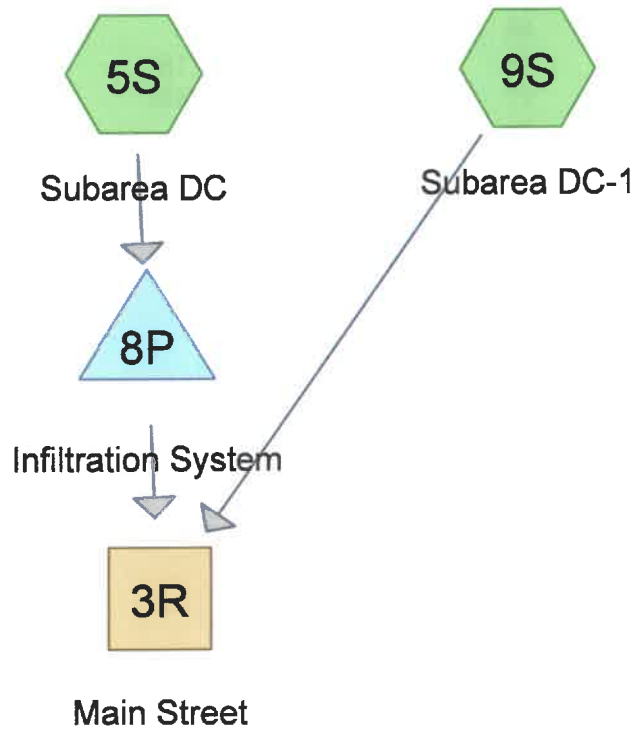 5S
9S
Subarea DC
Subarea DC-1
8P
Infiltration System
3R
Main Street